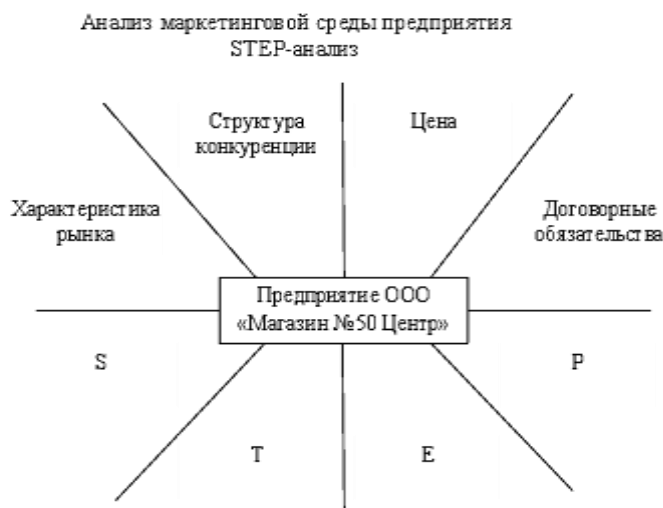 Анализ маркетинговой среды предприятия
STEP-анализ
Структура
конкуренции
Цена
Характеристика
рынка
Договорные
обязательства
Предприятие ООО
«Магазин №50 Центр»
S
T
E
P